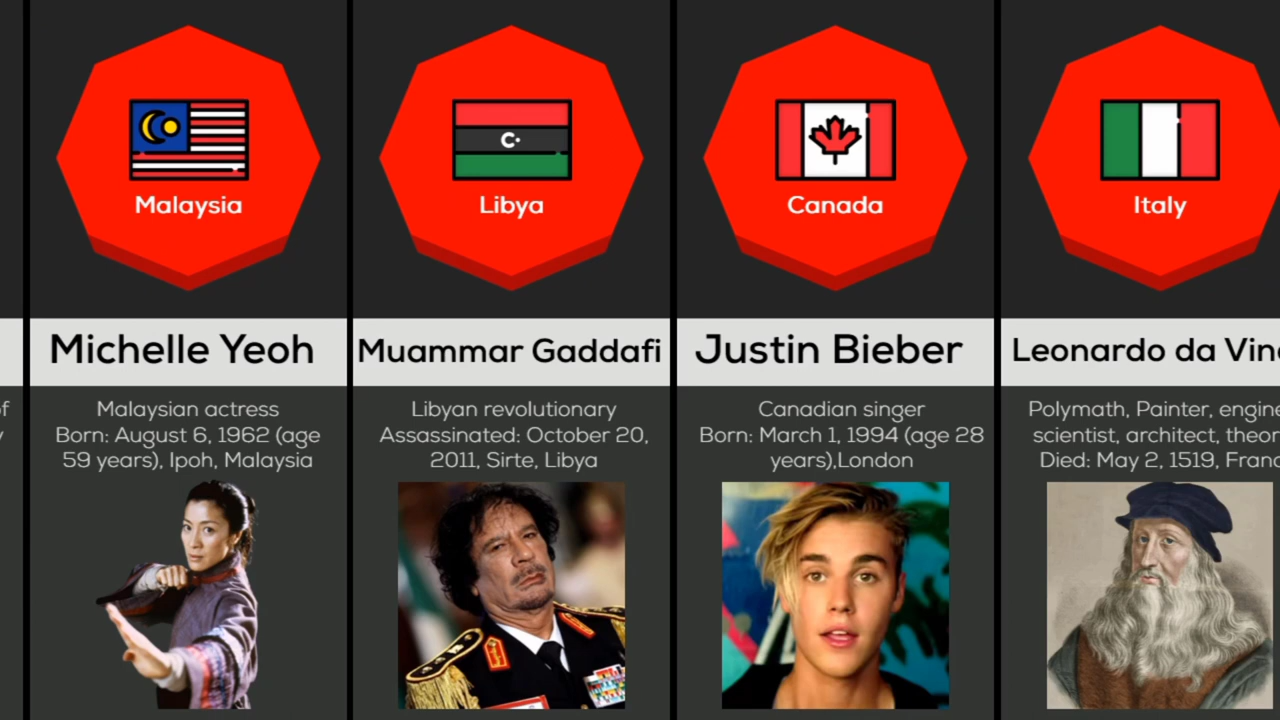 Malaysia
Michelle Yeoh
Malaysian actress
Born: August 6, 1962 (age
59 years), Ipoh, Malaysia
Libya
Muammar Gaddafi
Libyan revolutionary
Assassinated: October 20,
2011, Sirte, Libya
Canada
Justin Bieber
Canadian singer
Born: March 1, 1994 (age 28
years),London
Italy
Leonardo da Vin
Polymath, Painter, engine
scientist, architect, theor
Died: May 2, 1519, Franc